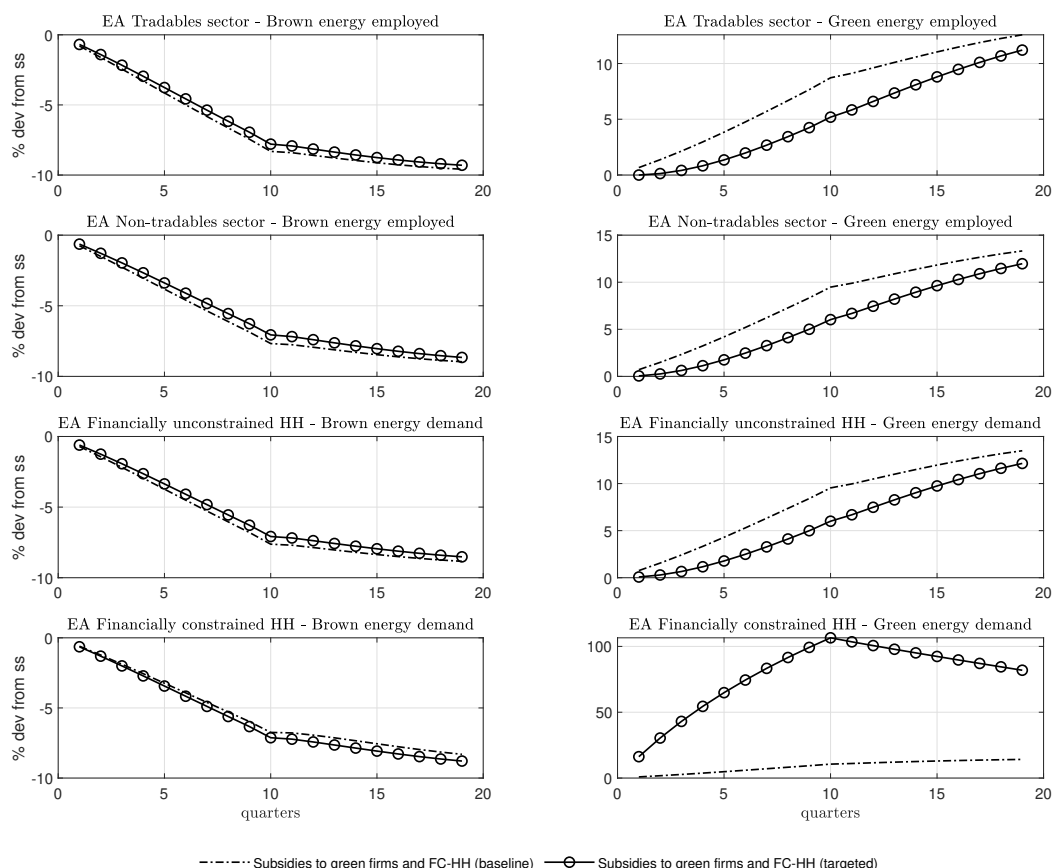 EA Tradables sector - Brown energy employed
EA Tradables sector - Green energy employed
% dev from ss
0
-5
-10
0 5 10 15 20
10
5
0
0 5 10 15 20
EA Non-tradables sector - Brown energy employed
EA Non-tradables sector - Green energy employed
% dev from ss
0
-5
-10
0 5 10 15 20
15
10
5
0
0 5 10 15 20
EA Financially unconstrained HH - Brown energy demand
EA Financially unconstrained HH - Green energy demand
% dev from ss
0
-5
-10
0 5 10 15 20
15
10
5
0
0 5 10 15 20
EA Financially constrained HH - Brown energy demand
EA Financially constrained HH - Green energy demand
% dev from ss
0
-5
-10
0 5 10 15 20
quarters
100
50
0
0 5 10 15 20
quarters
Subsidies to green firms and FC-HH (baseline)
Subsidies to green firms and FC-HH (targeted)